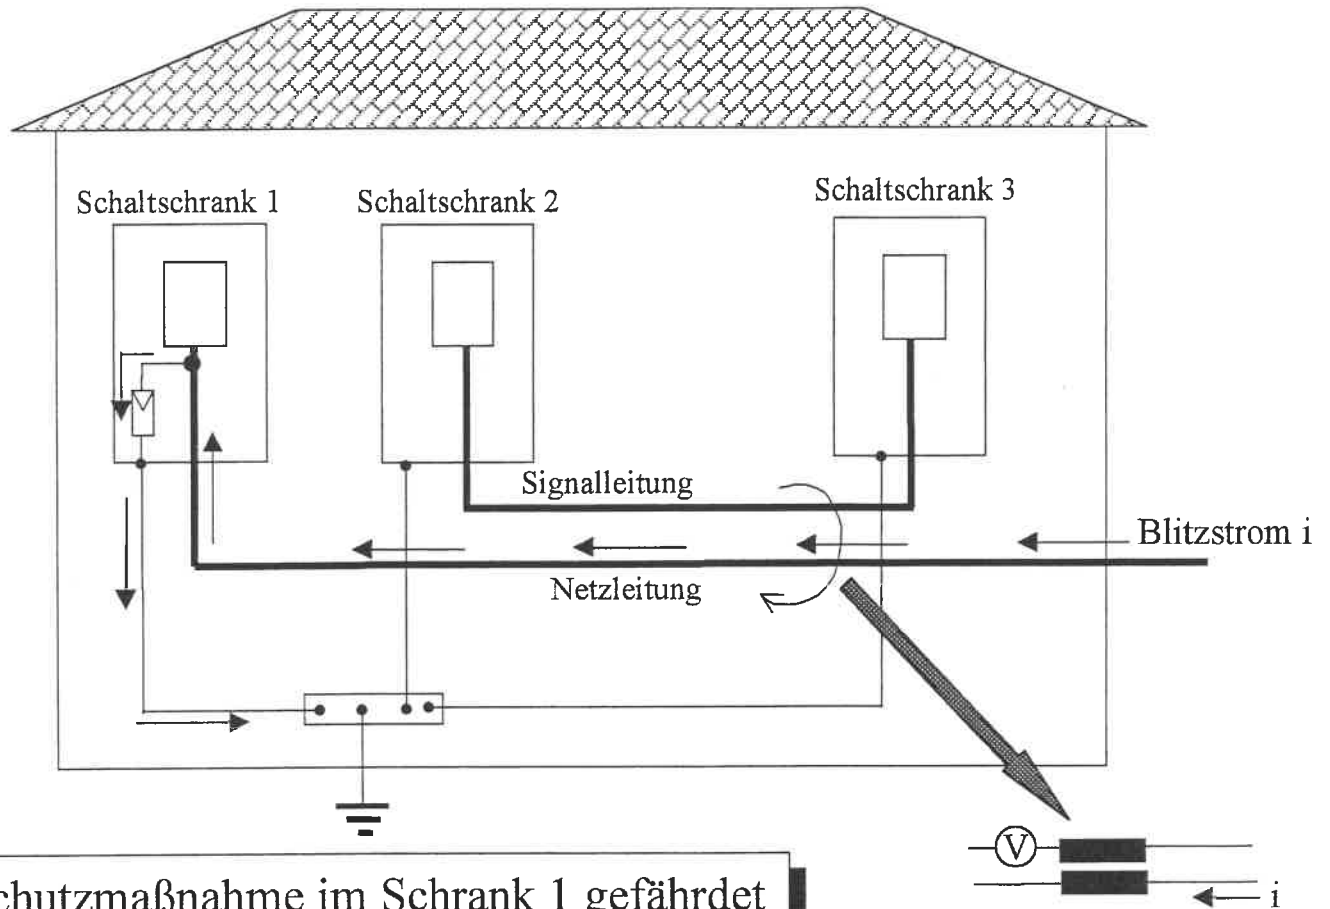 Schaltschrank 1
Schaltschrank 2
Schaltschrank 3
Signalleitung
Blitzstrom i
Netzleitung
V
i
chutzmaßnahme im Schrank 1 gefährdet